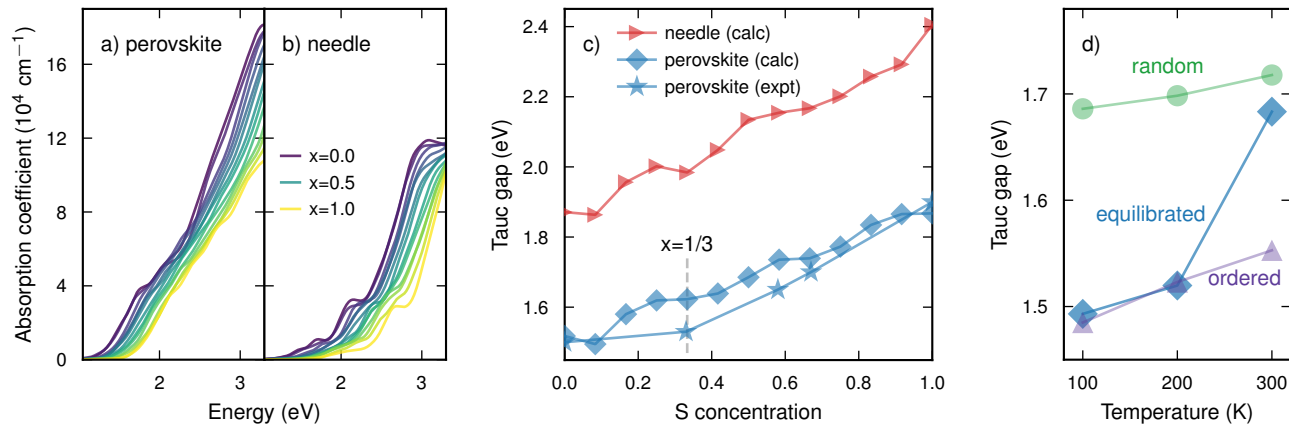 a) perovskite
b) needle
16
12
8
4
0
x=0.0
x=0.5
x=1.0
2
3
2
3
Energy (eV)
Absorption coefficient (10⁴ cm⁻¹)
c)
needle (calc)
perovskite (calc)
perovskite (expt)
x=1/3
2.4
2.2
2.0
1.8
1.6
0.0
0.2
0.4
0.6
0.8
1.0
S concentration
Tauc gap (eV)
d)
random
equilibrated
ordered
1.7
1.5
100
200
300
Temperature (K)
Tauc gap (eV)